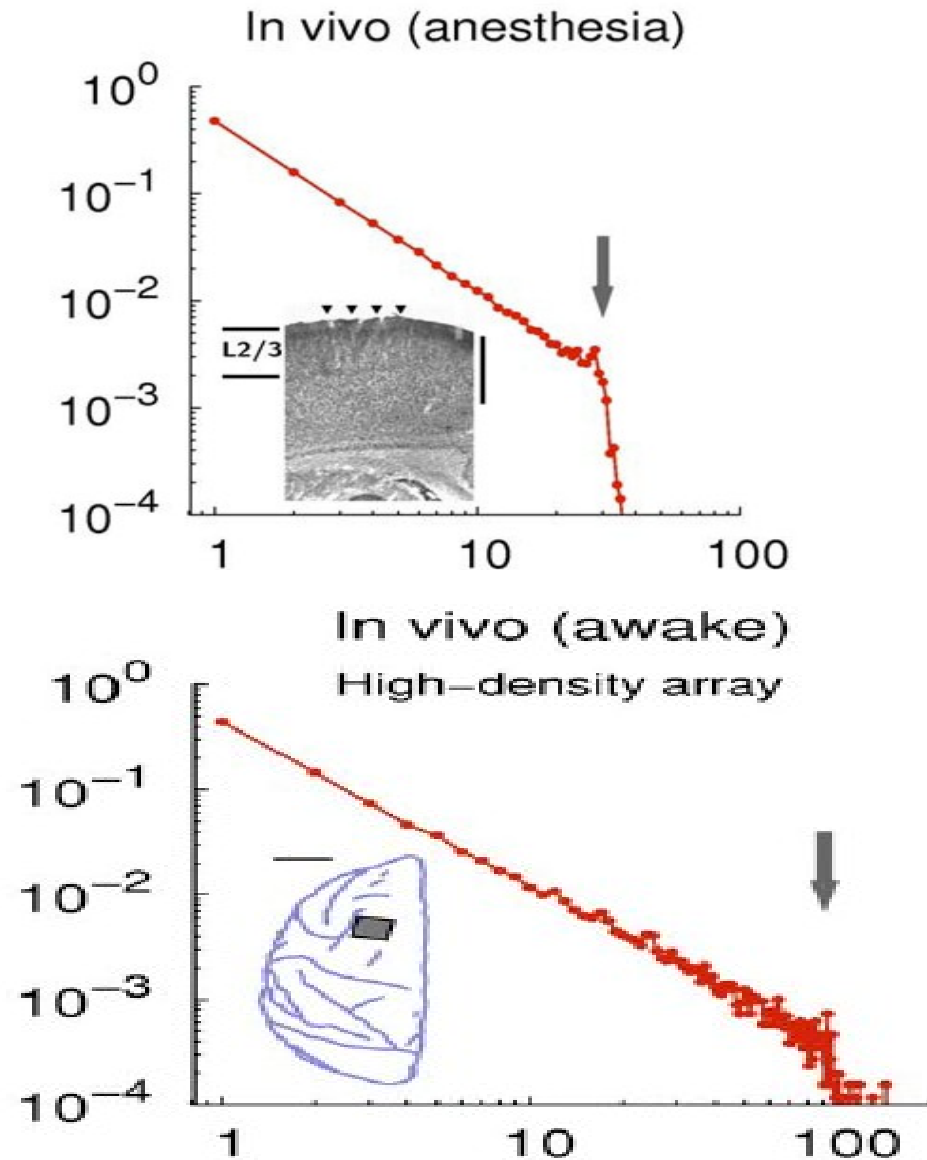 In vivo (anesthesia)
10⁰
10⁻¹
10⁻²
L2/3
10⁻³
10⁻⁴
1 10 100
In vivo (awake)
High-density array
10⁰
10⁻¹
10⁻²
10⁻³
10⁻⁴
1 10 100